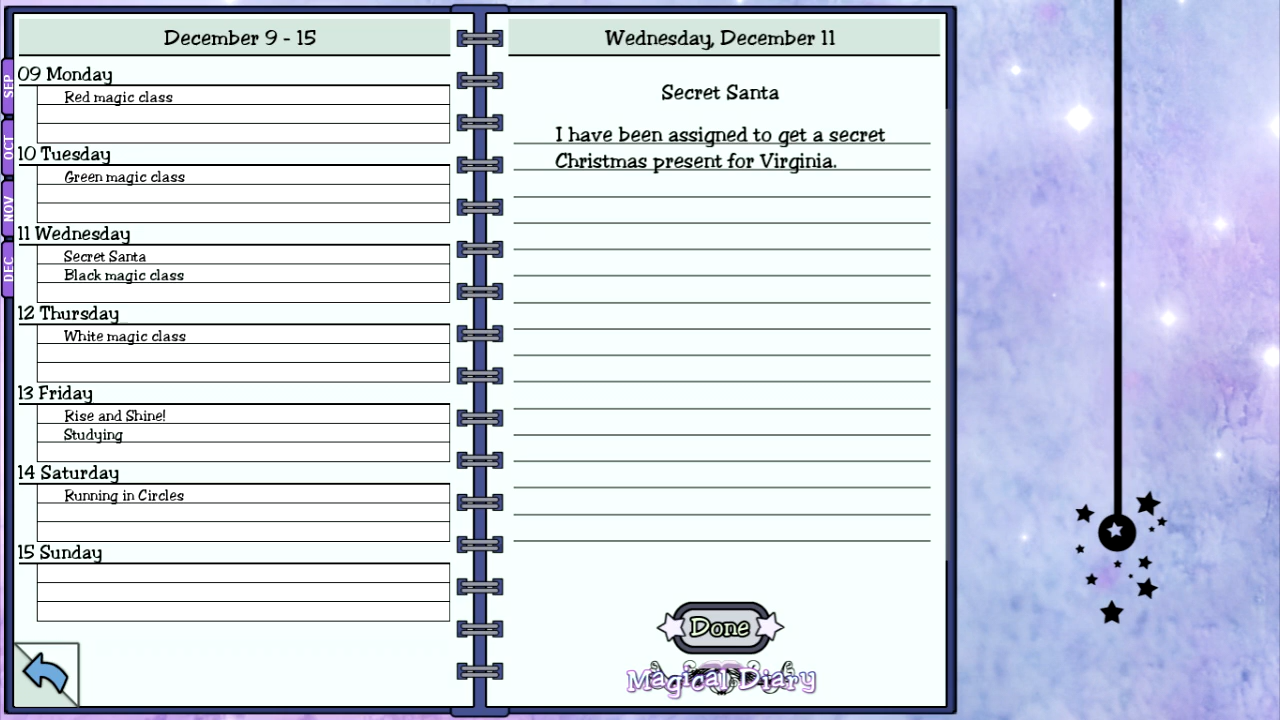 December 9 - 15
SEP
OCT
NOV
DEC
09 Monday
Red magic class
10 Tuesday
Green magic class
11 Wednesday
Secret Santa
Black magic class
12 Thursday
White magic class
13 Friday
Rise and Shine!
Studying
14 Saturday
Running in Circles
15 Sunday
Wednesday, December 11
Secret Santa
I have been assigned to get a secret
Christmas present for Virginia.
Done
Magical Diary